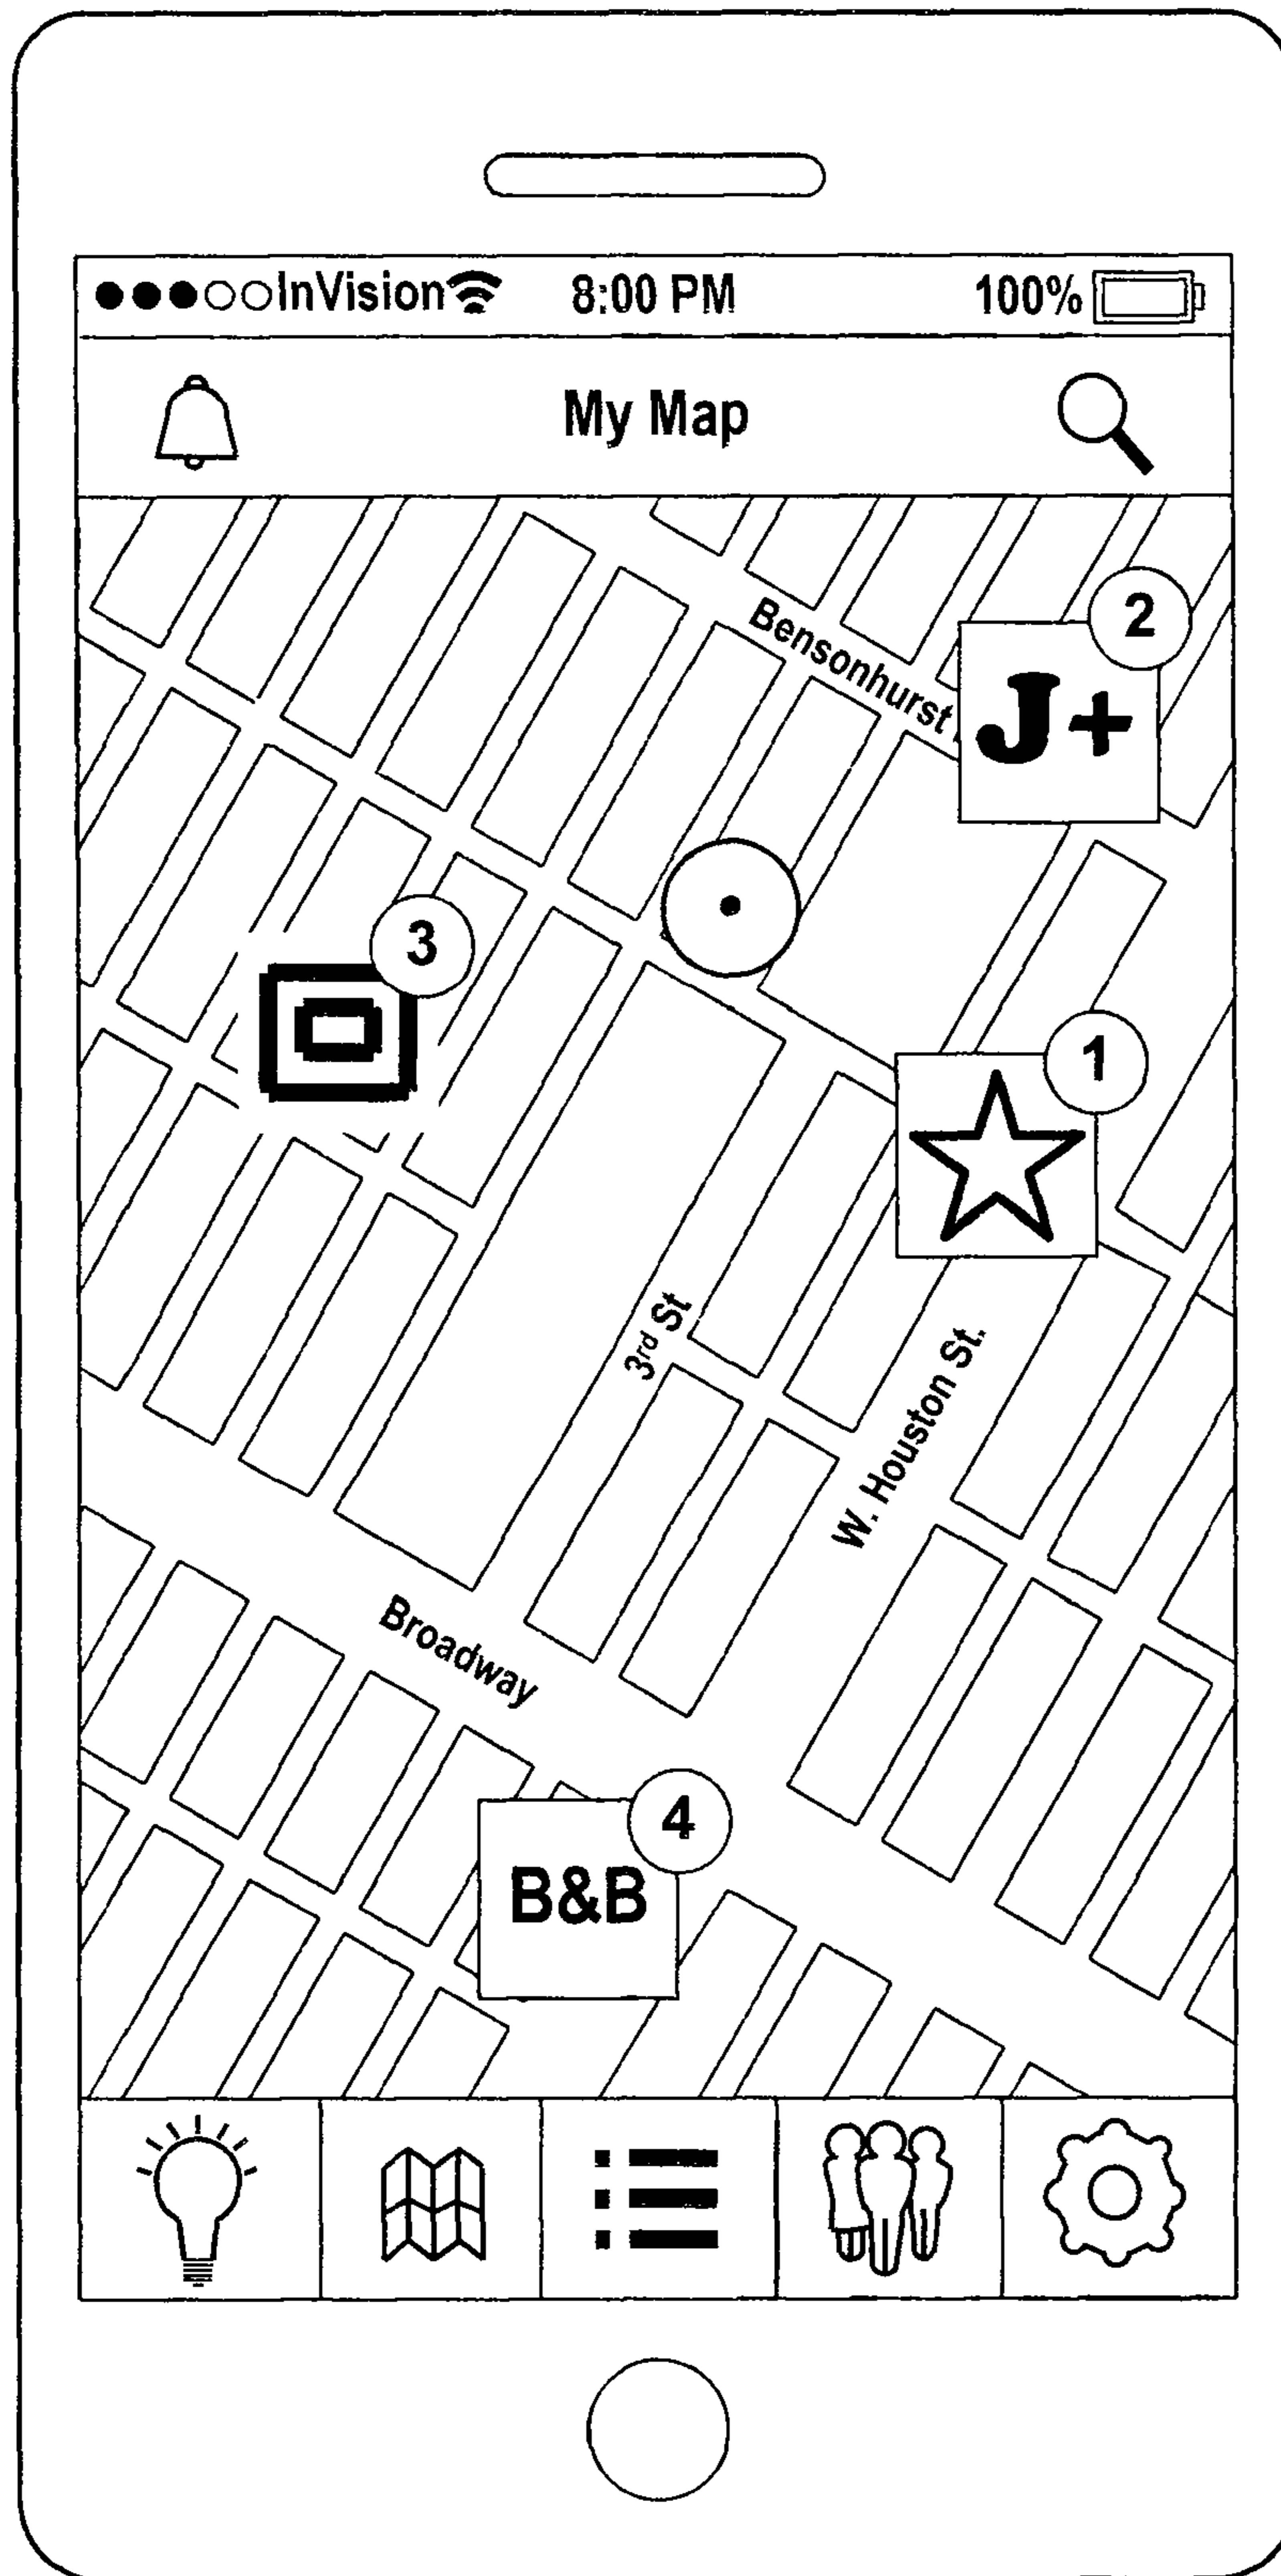 InVision 8:00 PM 100%
My Map
2
Bensonhurst
J+
3
1
3rd St
W. Houston St.
Broadway
4
B&B